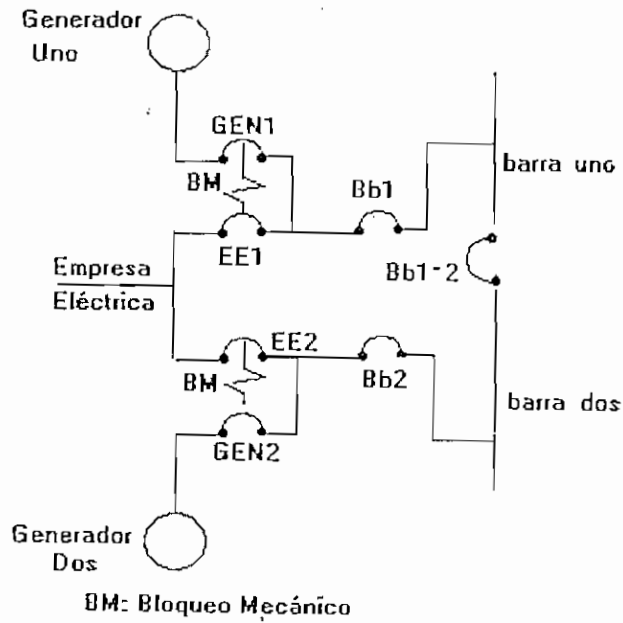 Generador
Uno
GEN1
BM
Bb1
barra uno
EE1
Bb1-2
Empresa
Eléctrica
EE2
BM
Bb2
barra dos
GEN2
Generador
Dos
BM: Bloqueo Mecánico